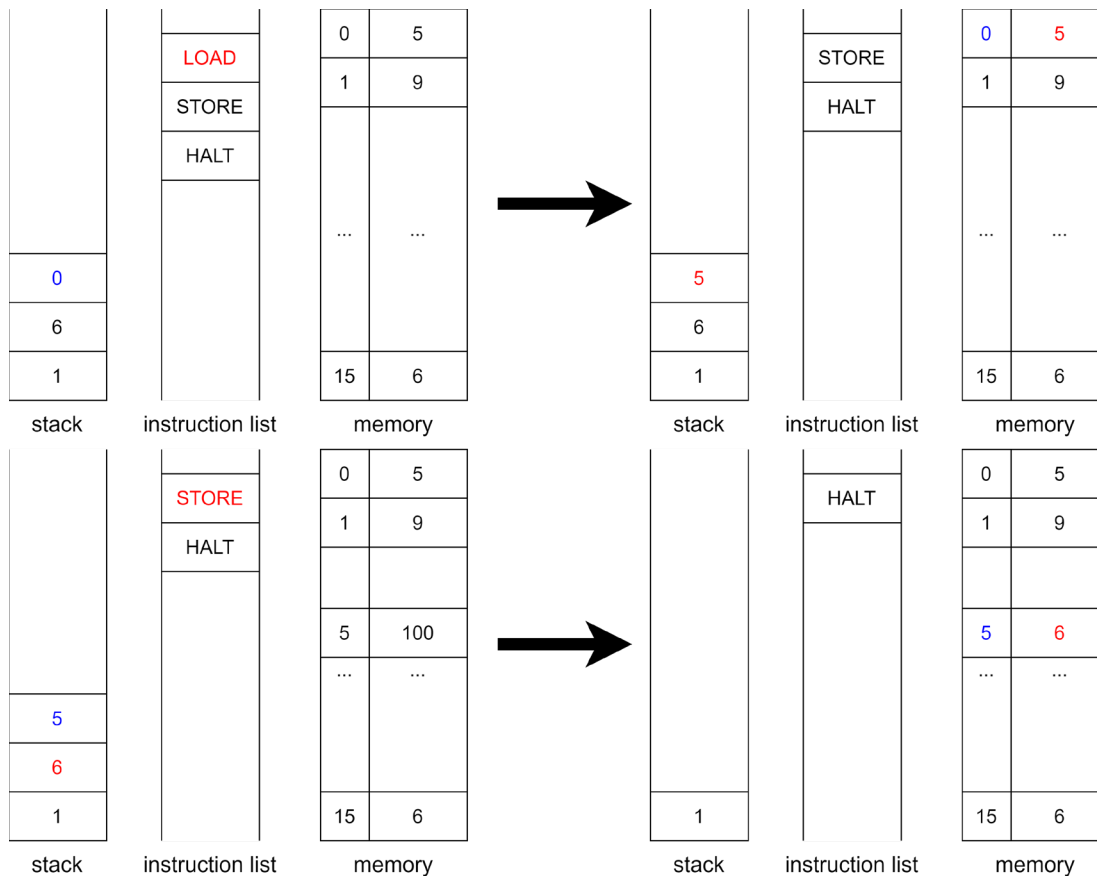 0 5 0 5
LOAD STORE
1 9 1 9
STORE HALT
HALT
... ... ... ...
0 5
6 6
1 15 6 1 15 6
stack instruction list memory stack instruction list memory
0 5 0 5
STORE HALT
1 9 1 9
HALT
5 100 5 6
... ... ... ...
5
6
1 15 6 1 15 6
stack instruction list memory stack instruction list memory